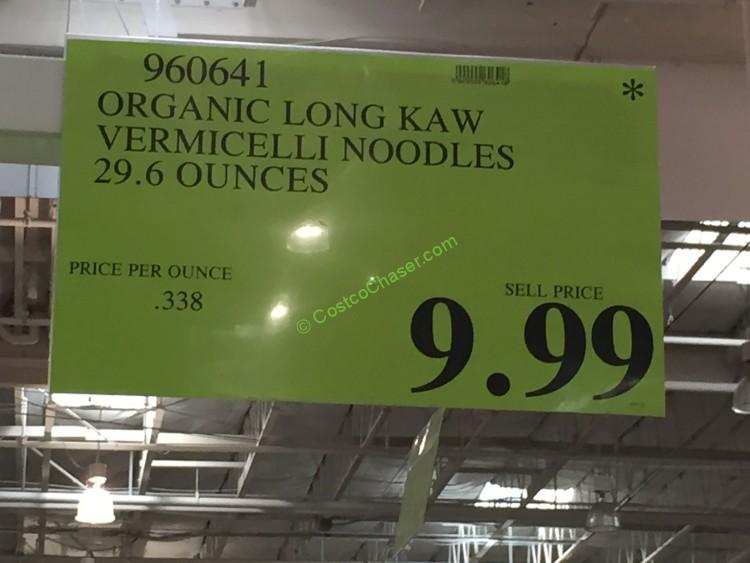 960641
*
ORGANIC LONG KAW
VERMICELLI NOODLES
29.6 OUNCES
PRICE PER OUNCE
.338
SELL PRICE
9.99
© CostcoChaser.com